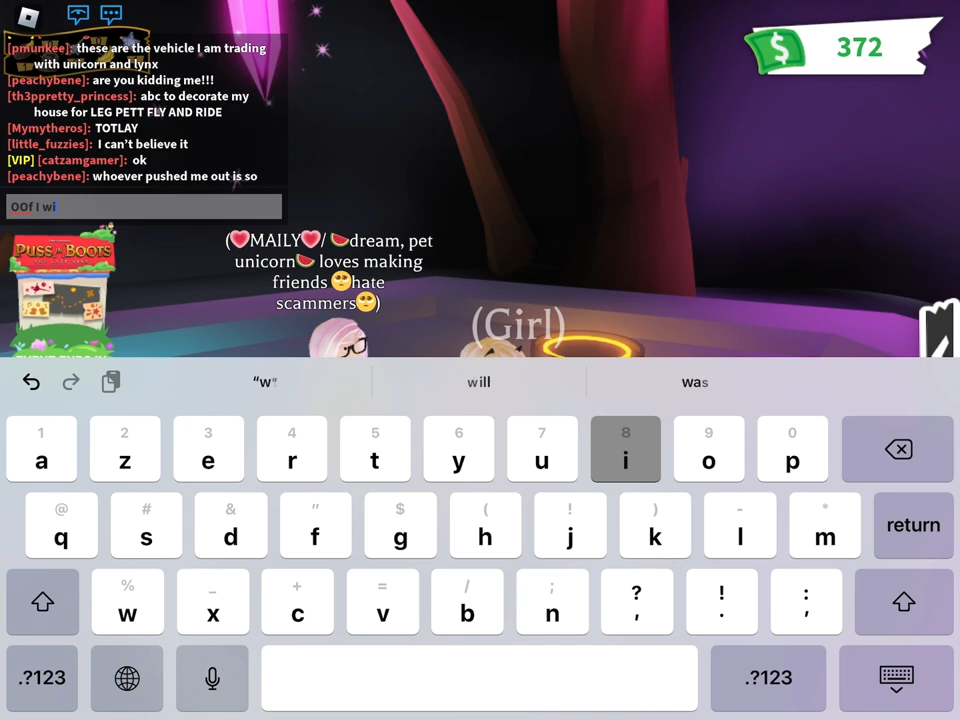 372
[pmunkee]: these are the vehicle I am trading
with unicorn and lynx
[peachybene]: are you kidding me!!!
[th3ppretty_princess]: abc to decorate my
house for LEG PETT FLY AND RIDE
[Mymytheros]: TOTLAY
[little_fuzzies]: I can't believe it
[VIP] [catzamgamer]: ok
[peachybene]: whoever pushed me out is so
OOf I wi
PUSS IN BOOTS
(❤️MAILY❤️/ 🍉dream, pet
unicorn🍉 loves making
friends 🥺hate
scammers🥺)
(Girl)
“w” will was
1 2 3 4 5 6 7 8 9 0
a z e r t y u i o p
@ # & " $ ( ! ) - *
q s d f g h j k l m return
% _ + = / ; ? ! :
w x c v b n , . '
.?123 .?123